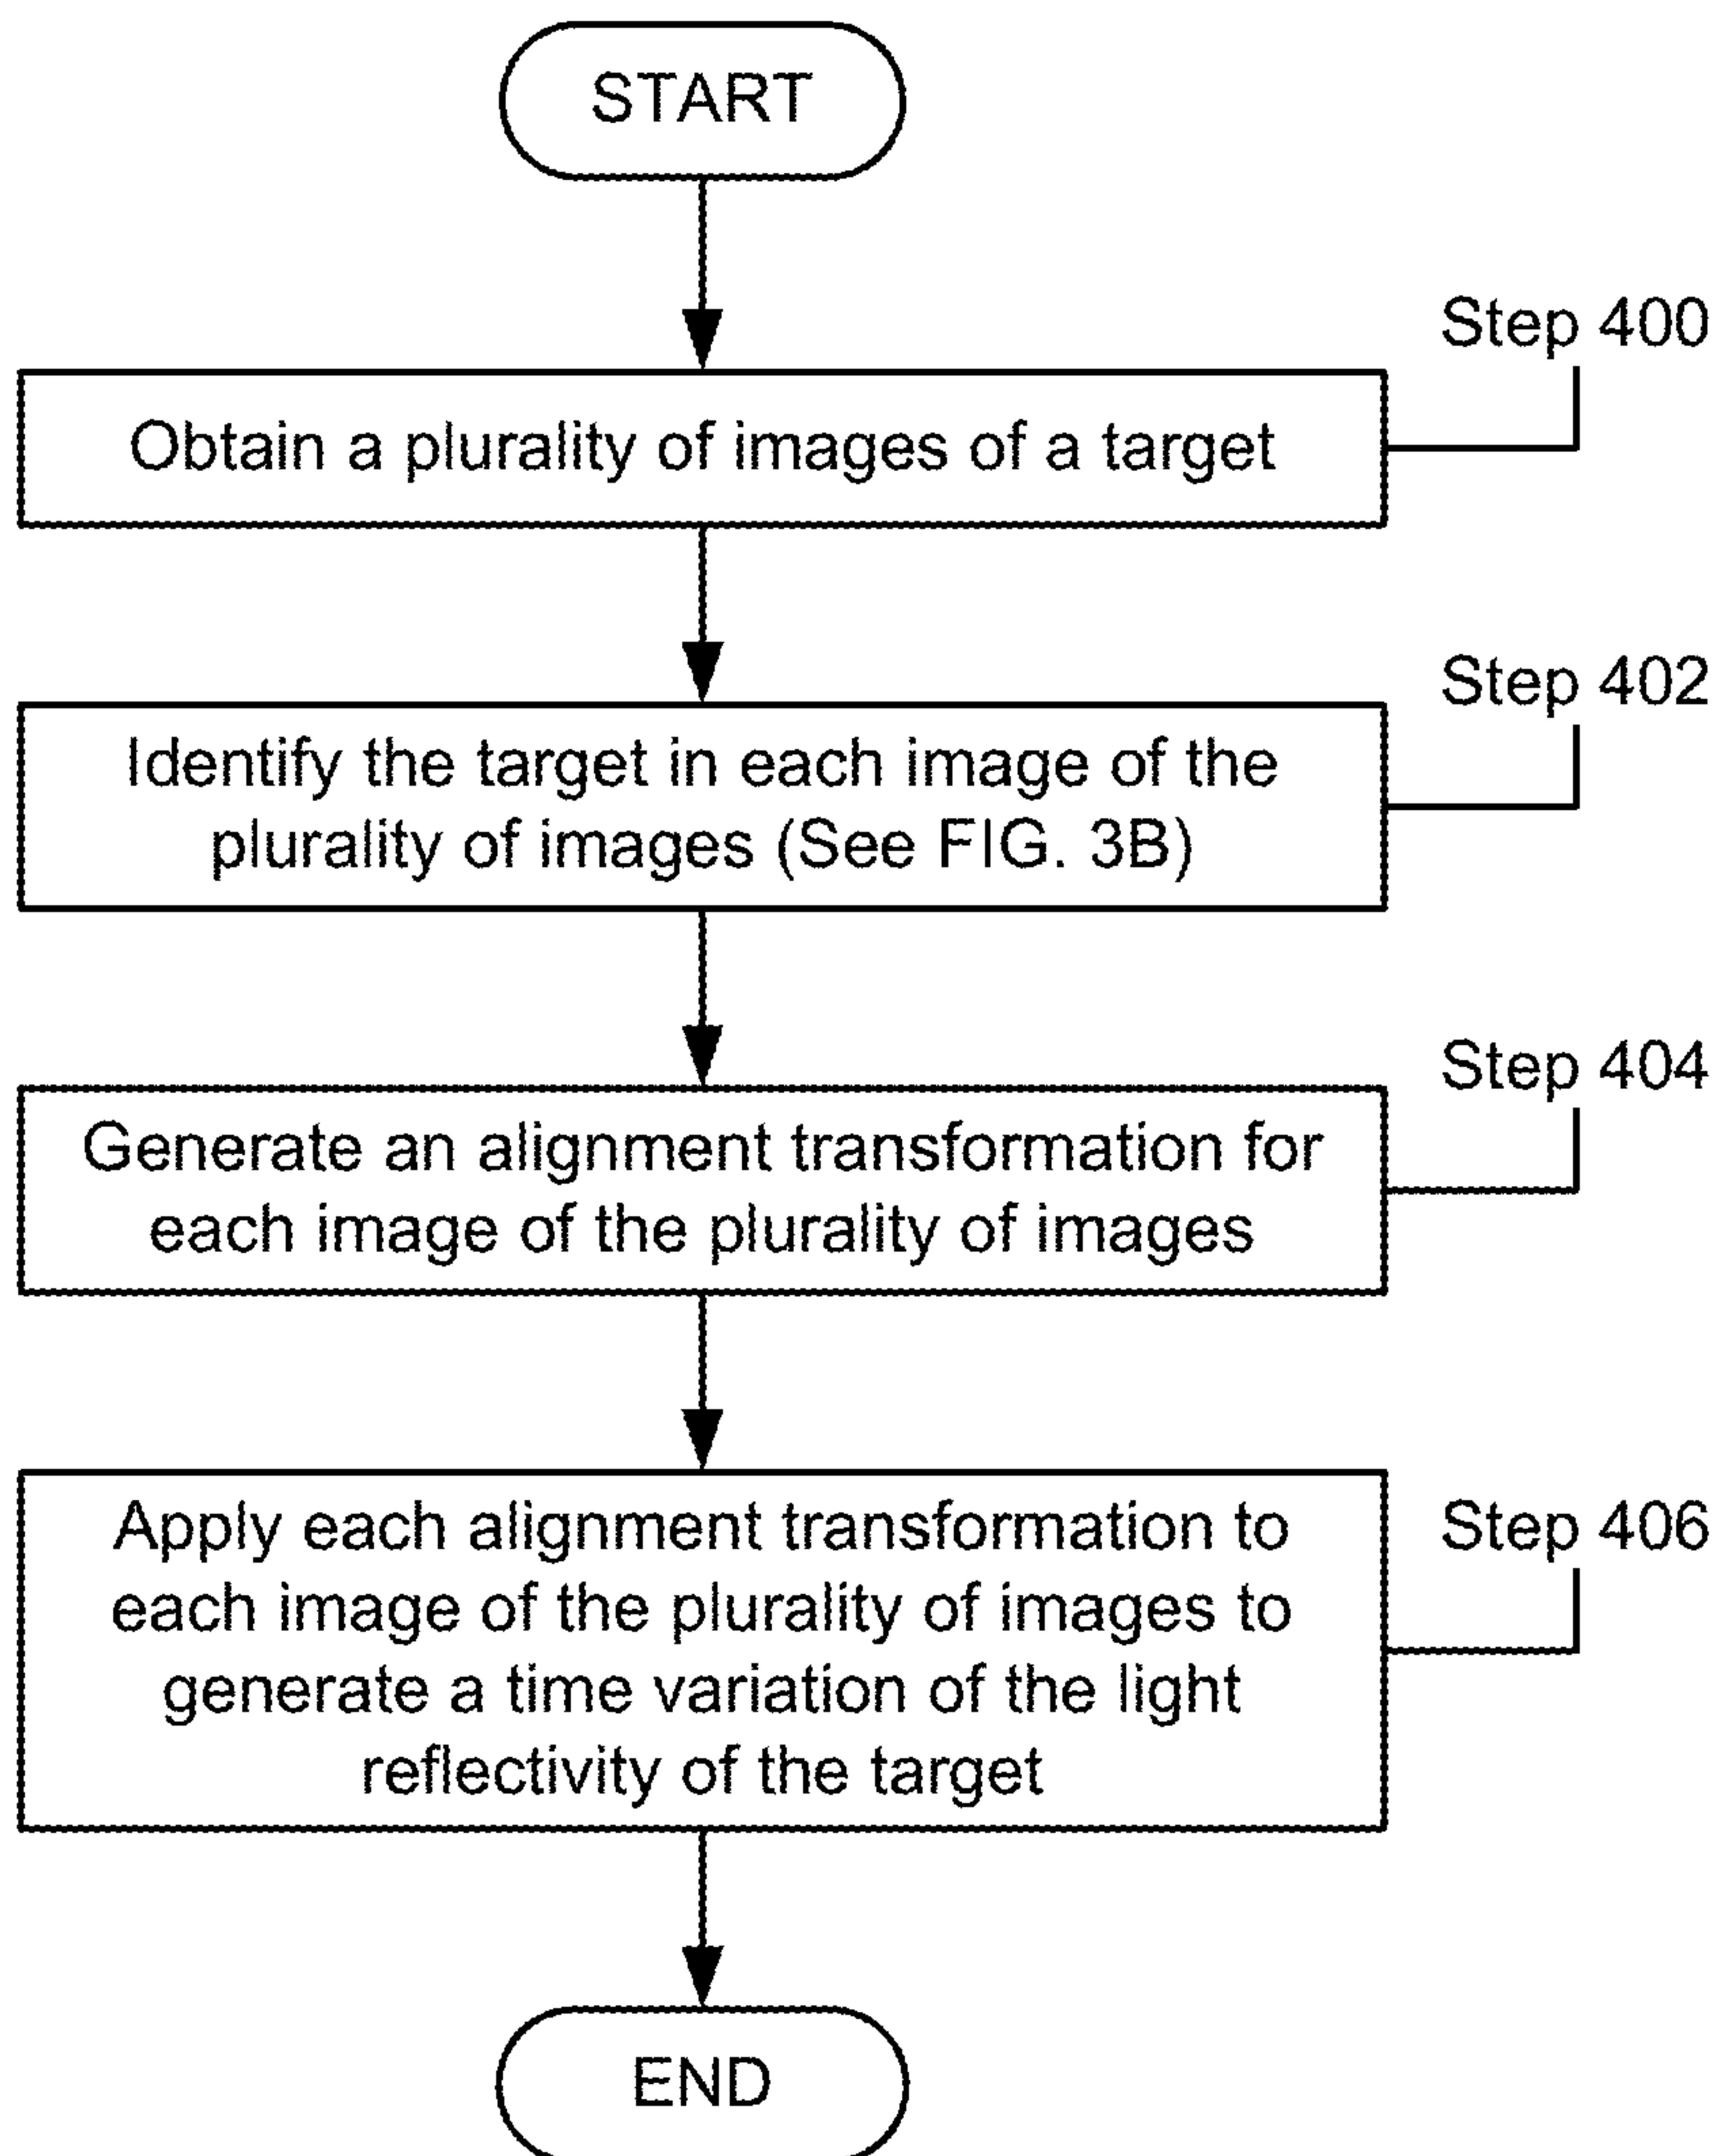 START
Step 400
Obtain a plurality of images of a target
Step 402
Identify the target in each image of the
plurality of images (See FIG. 3B)
Step 404
Generate an alignment transformation for
each image of the plurality of images
Step 406
Apply each alignment transformation to
each image of the plurality of images to
generate a time variation of the light
reflectivity of the target
END